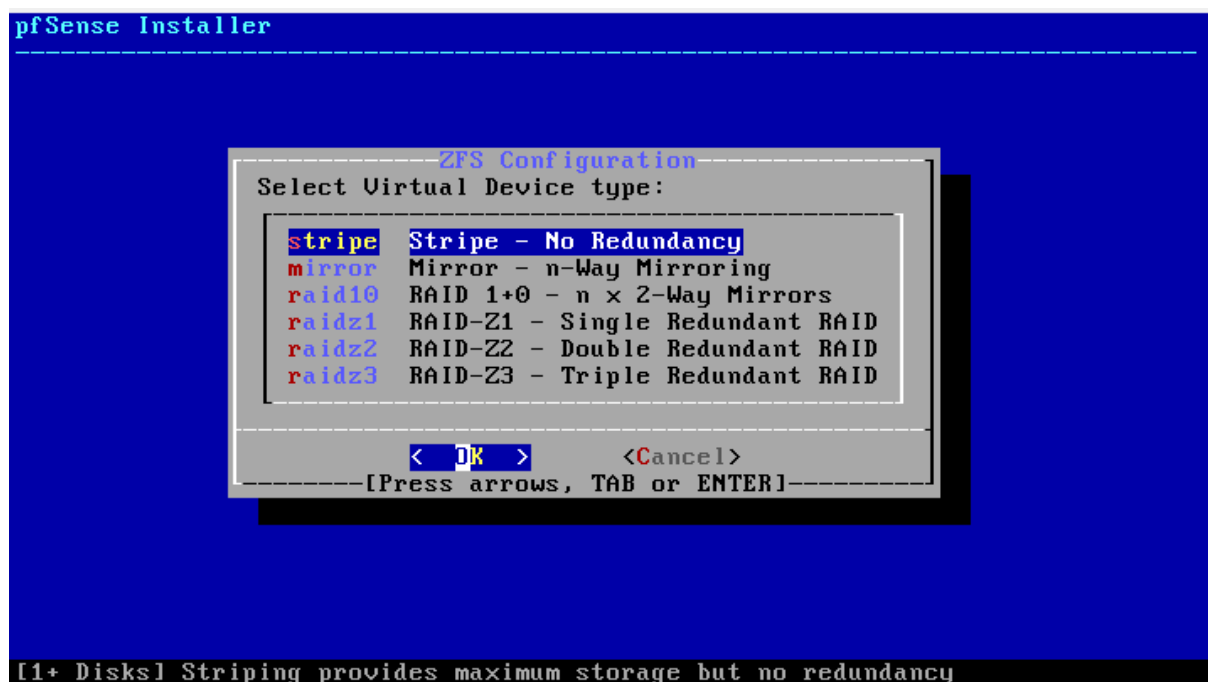 pfSense Installer
ZFS Configuration
Select Virtual Device type:
stripe Stripe - No Redundancy
mirror Mirror - n-Way Mirroring
raid10 RAID 1+0 - n x 2-Way Mirrors
raidz1 RAID-Z1 - Single Redundant RAID
raidz2 RAID-Z2 - Double Redundant RAID
raidz3 RAID-Z3 - Triple Redundant RAID
< OK > <Cancel>
[Press arrows, TAB or ENTER]
[1+ Disks] Striping provides maximum storage but no redundancy